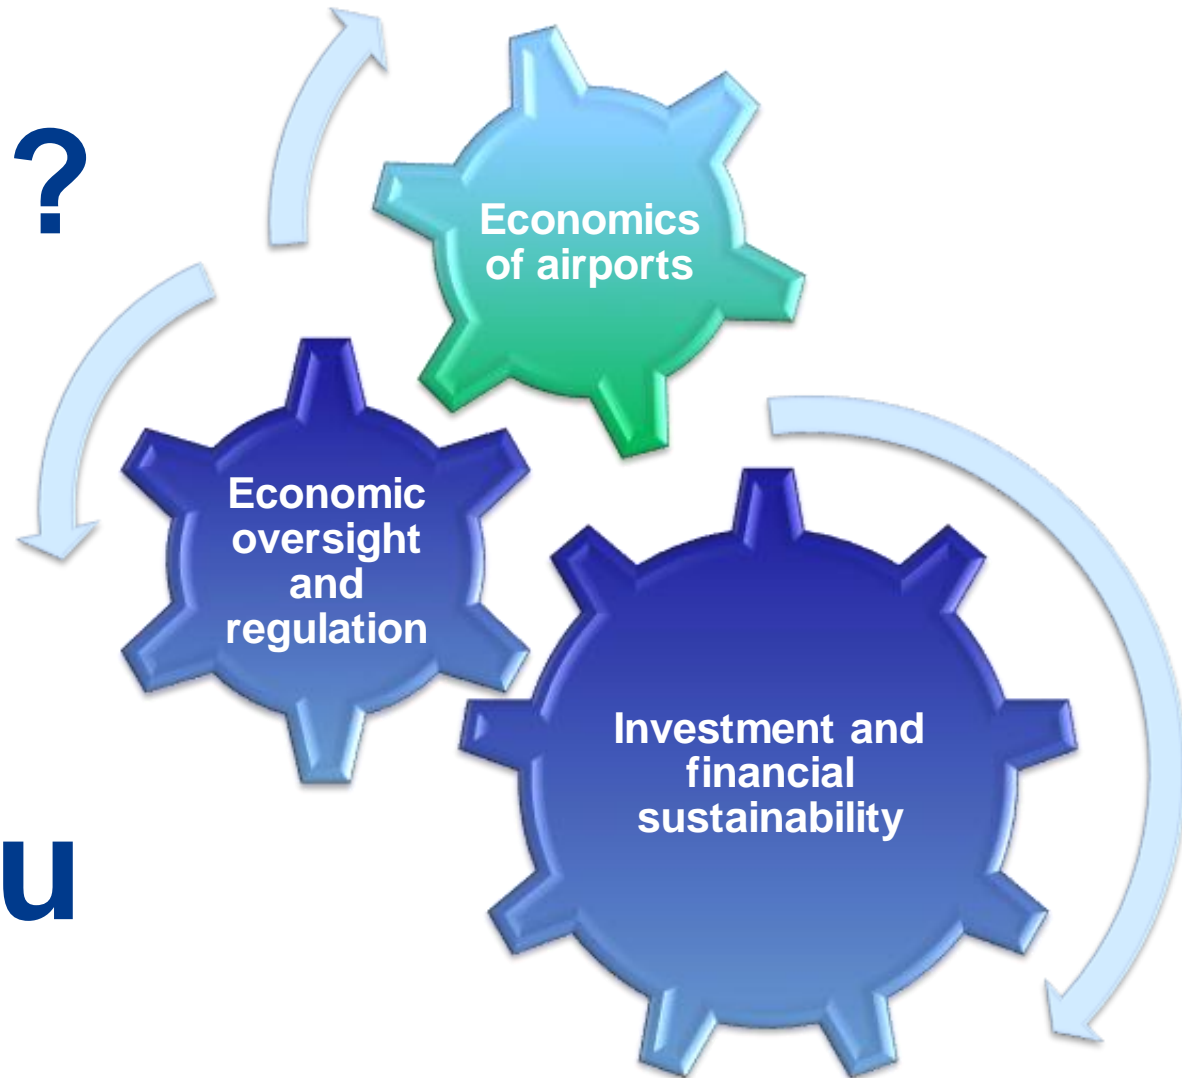 ?
Economics
of airports
Economic
oversight
and
regulation
Investment and
financial
sustainability
u